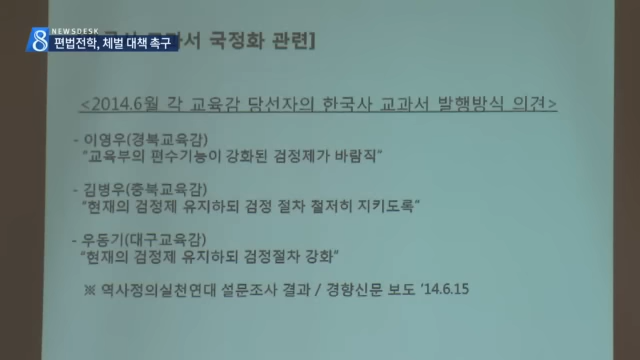 NEWSDESK
8 편법전학, 체벌 대책 촉구
국정화 관련]
<2014.6월 각 교육감 당선자의 한국사 교과서 발행방식 의견>
- 이영우(경북교육감)
"교육부의 편수기능이 강화된 검정제가 바람직"
- 김병우(충북교육감)
"현재의 검정제 유지하되 검정 절차 철저히 지키도록"
- 우동기(대구교육감)
"현재의 검정제 유지하되 검정절차 강화"
※ 역사정의실천연대 설문조사 결과 / 경향신문 보도 '14.6.15